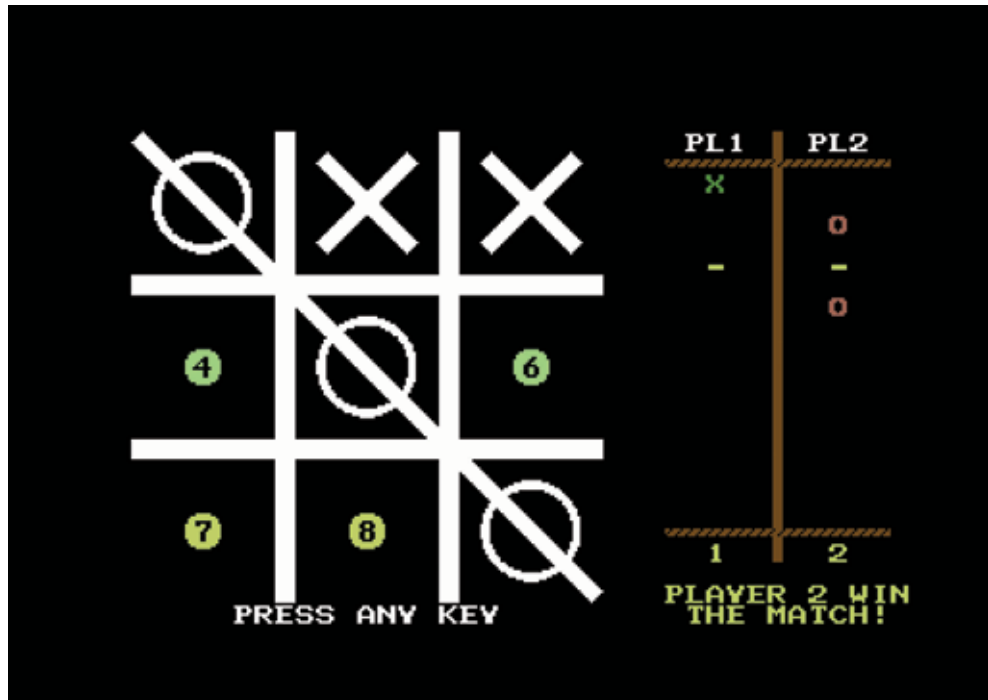 PL1 PL2
X
O
- -
O
4 6
7 8
1 2
PLAYER 2 WIN
THE MATCH!
PRESS ANY KEY